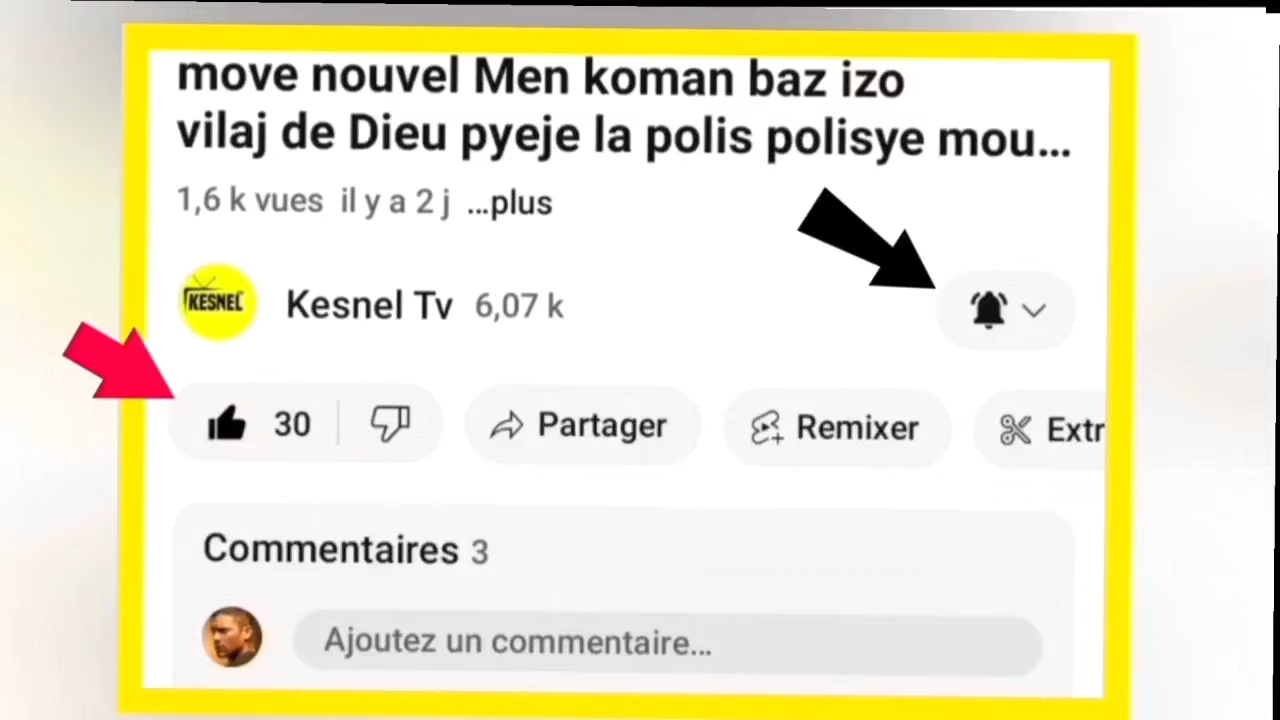 move nouvel Men koman baz izo
vilaj de Dieu pyeje la polis polisye mou...
1,6 k vues il y a 2 j ...plus
KESNEL
Kesnel Tv 6,07 k
30
Partager
Remixer
Extr
Commentaires 3
Ajoutez un commentaire...